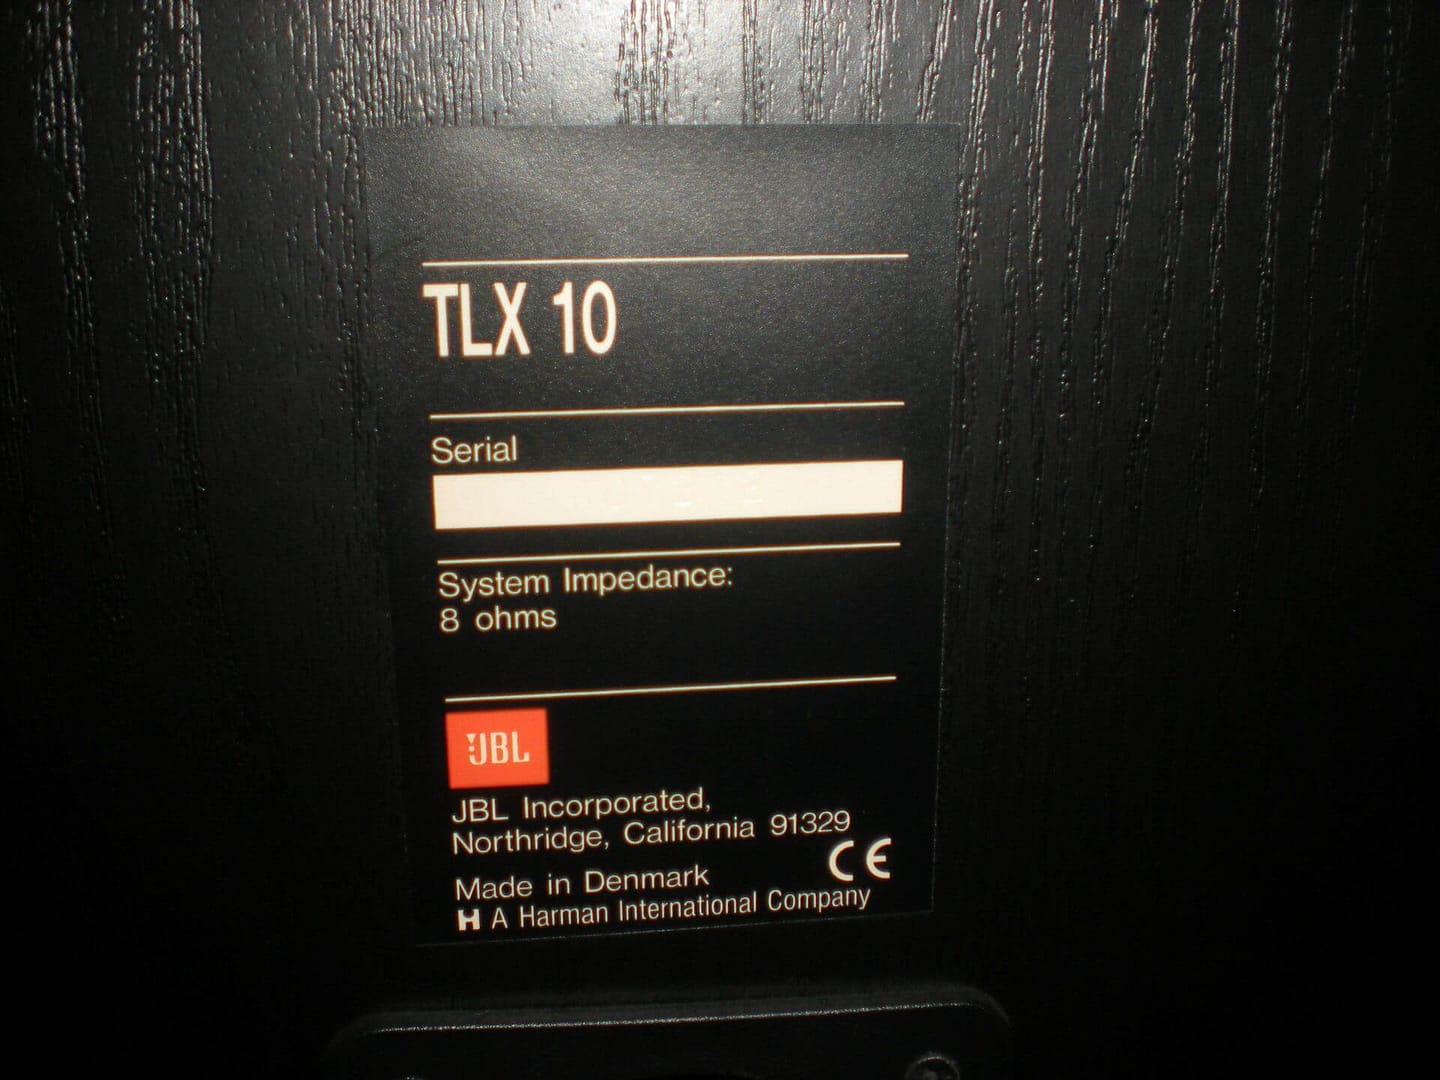 TLX 10
Serial
System Impedance:
8 ohms
JBL
JBL Incorporated,
Northridge, California 91329
CE
Made in Denmark
H A Harman International Company